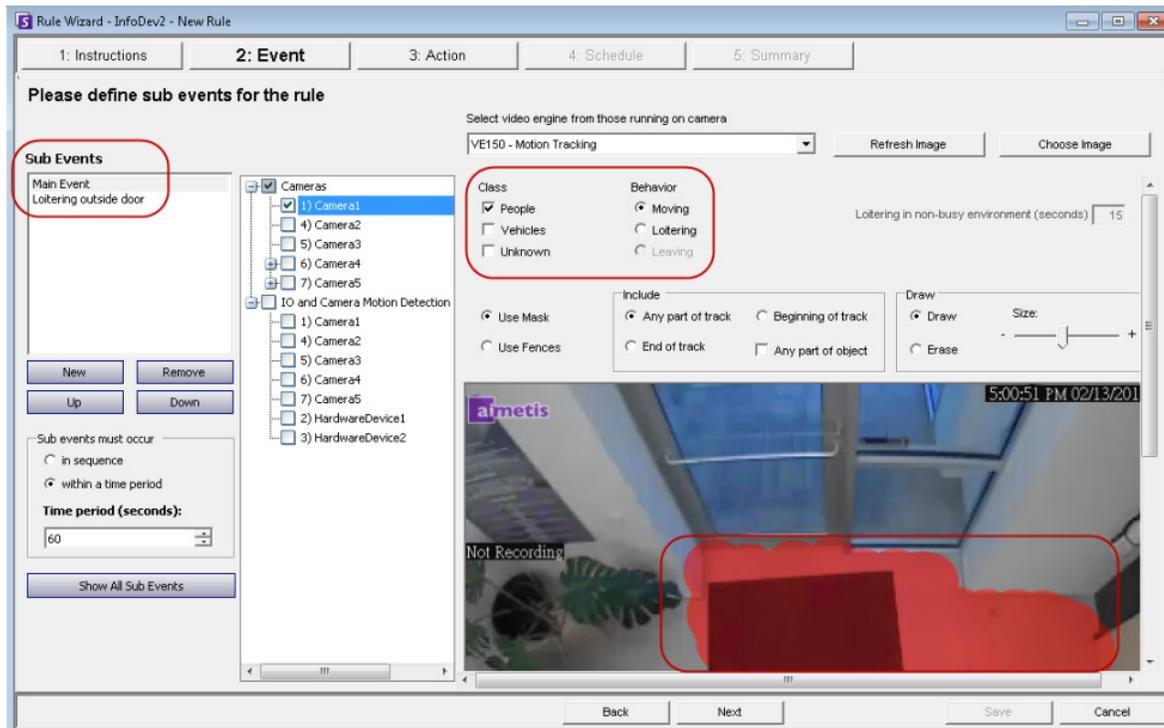 Rule Wizard - InfoDev2 - New Rule
1: Instructions
2: Event
3: Action
4: Schedule
5: Summary
Please define sub events for the rule
Select video engine from those running on camera
VE150 - Motion Tracking
Refresh Image
Choose Image
Sub Events
Main Event
Loitering outside door
New
Remove
Up
Down
Sub events must occur
in sequence
within a time period
Time period (seconds):
60
Show All Sub Events
Cameras
1) Camera1
4) Camera2
5) Camera3
6) Camera4
7) Camera5
IO and Camera Motion Detection
1) Camera1
4) Camera2
5) Camera3
6) Camera4
7) Camera5
2) HardwareDevice1
3) HardwareDevice2
Class
People
Vehicles
Unknown
Behavior
Moving
Loitering
Leaving
Loitering in non-busy environment (seconds)
15
Use Mask
Use Fences
Include
Any part of track
Beginning of track
End of track
Any part of object
Draw
Draw
Erase
Size:
- +
aimetis
5:00:51 PM 02/13/201
Not Recording
Back
Next
Save
Cancel